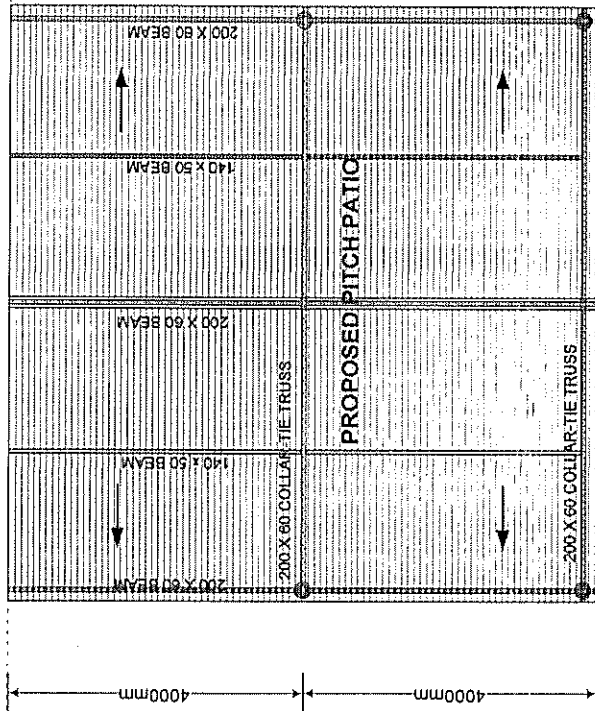 200 X 60 BEAM
140 x 50 BEAM
200 X 60 BEAM
140 x 50 BEAM
200 X 60 BEAM
PROPOSED PITCH PATIO
200 X 60 COLLAR-TIE TRUSS
200 X 60 COLLAR-TIE TRUSS
4000mm
4000mm